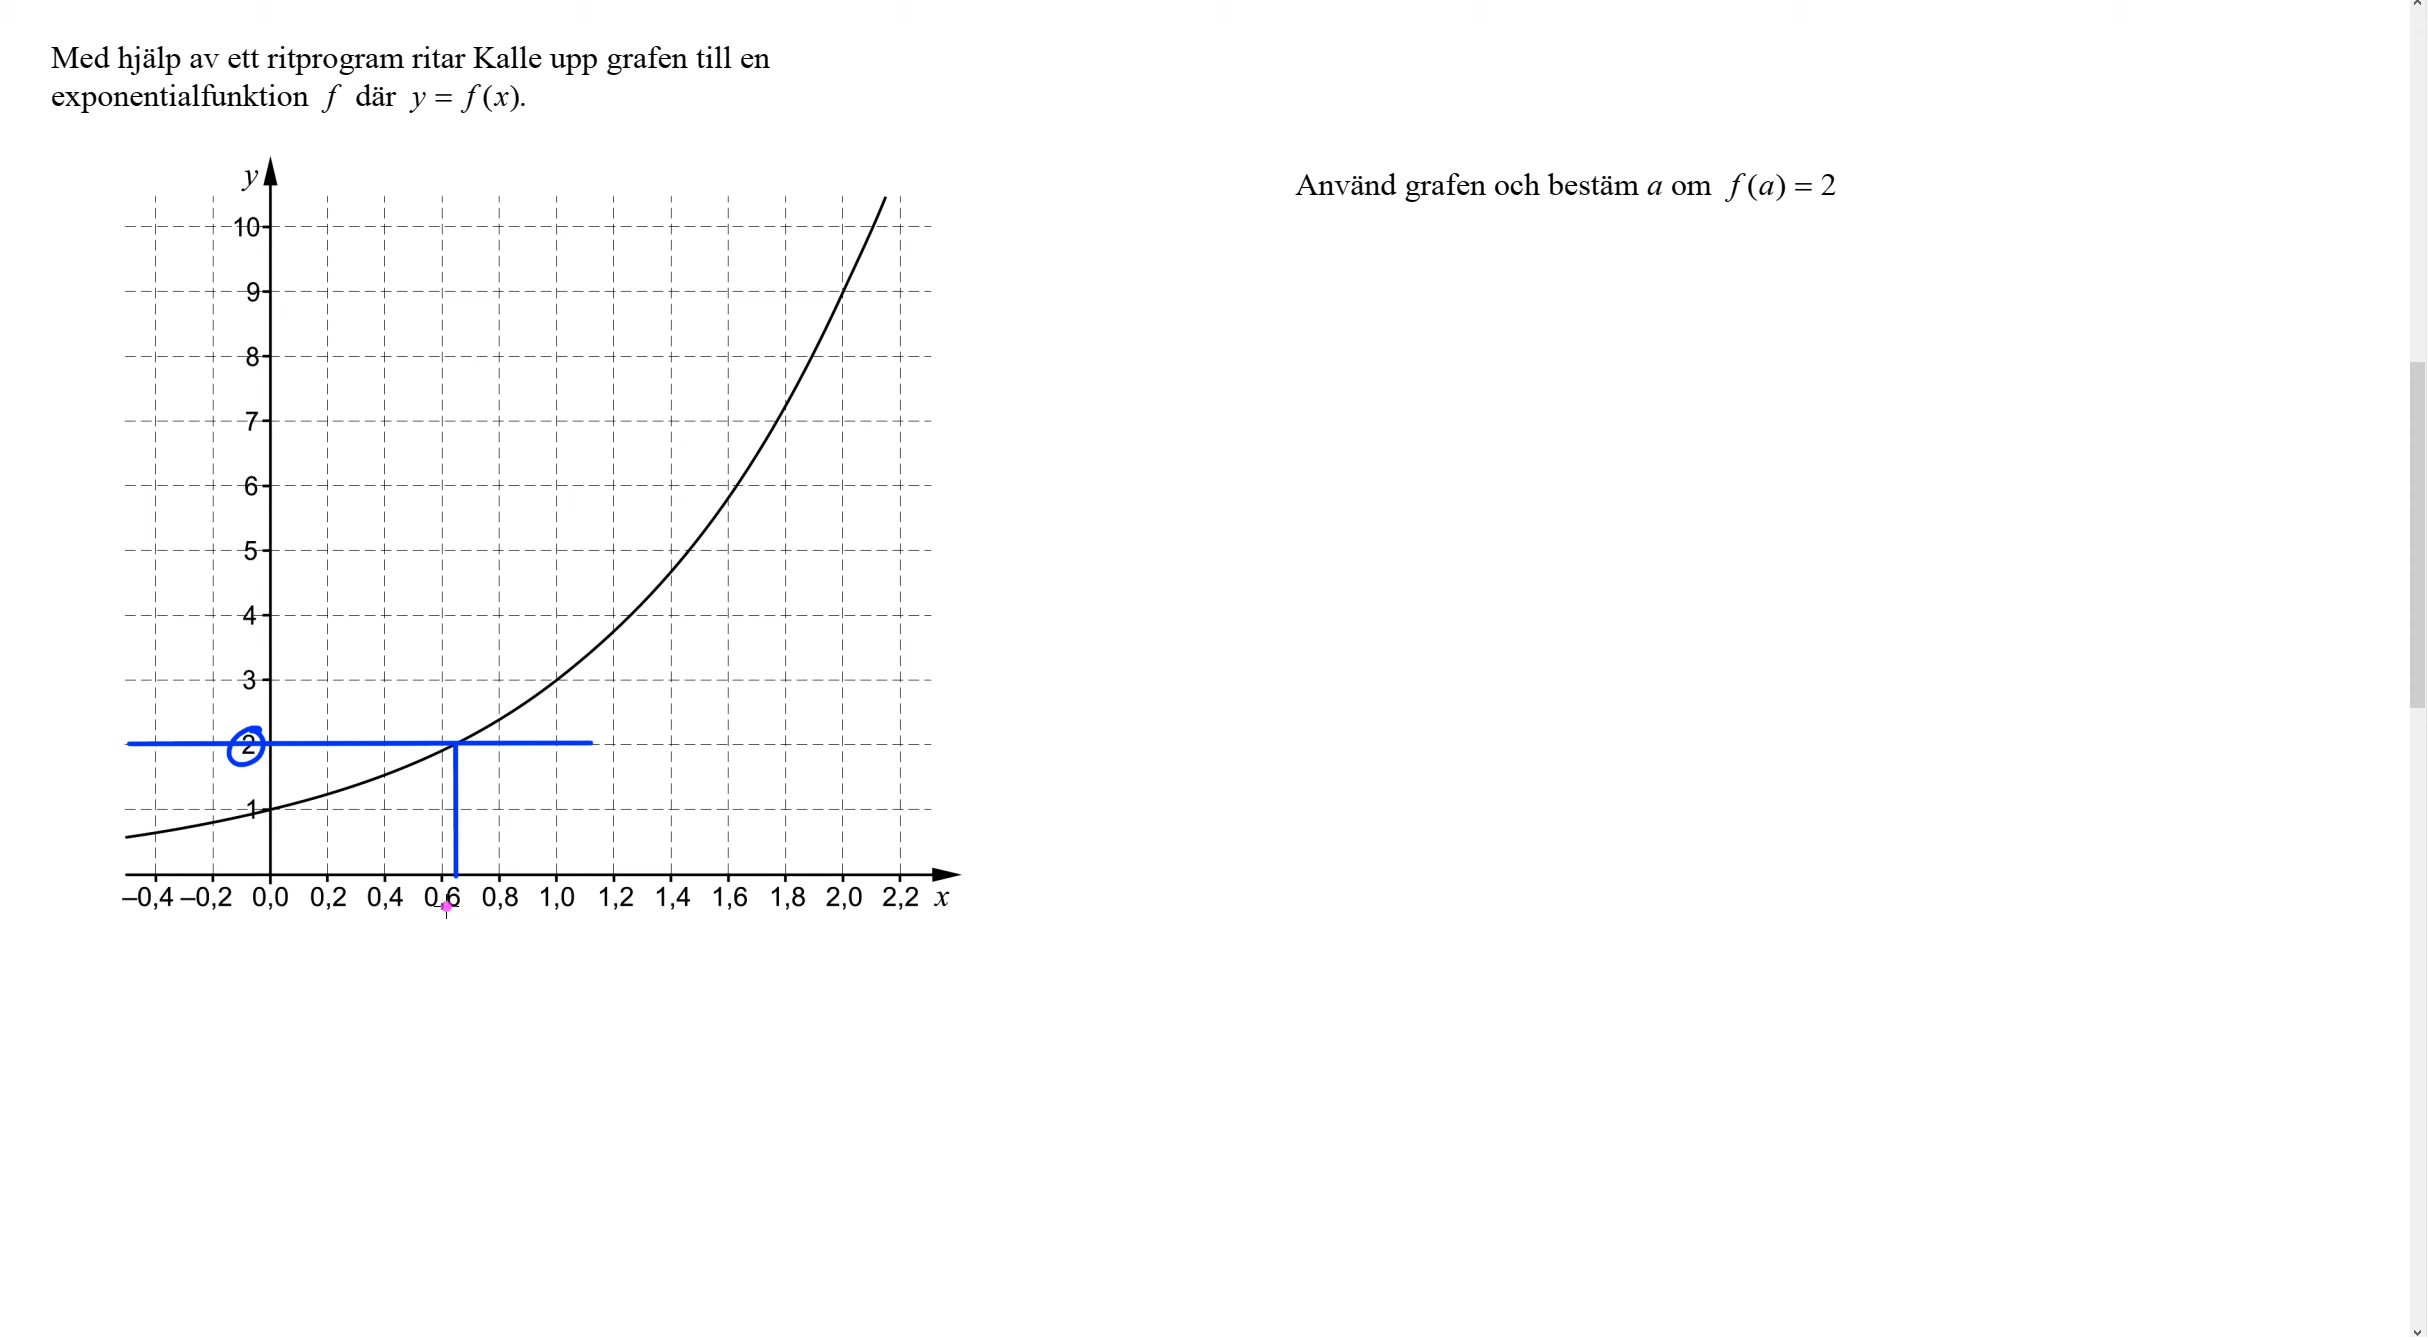 Med hjälp av ett ritprogram ritar Kalle upp grafen till en
exponentialfunktion f där y = f(x).
Använd grafen och bestäm a om f(a) = 2
y
10
9
8
7
6
5
4
3
2
1
–0,4 –0,2 0,0 0,2 0,4 0,6 0,8 1,0 1,2 1,4 1,6 1,8 2,0 2,2 x